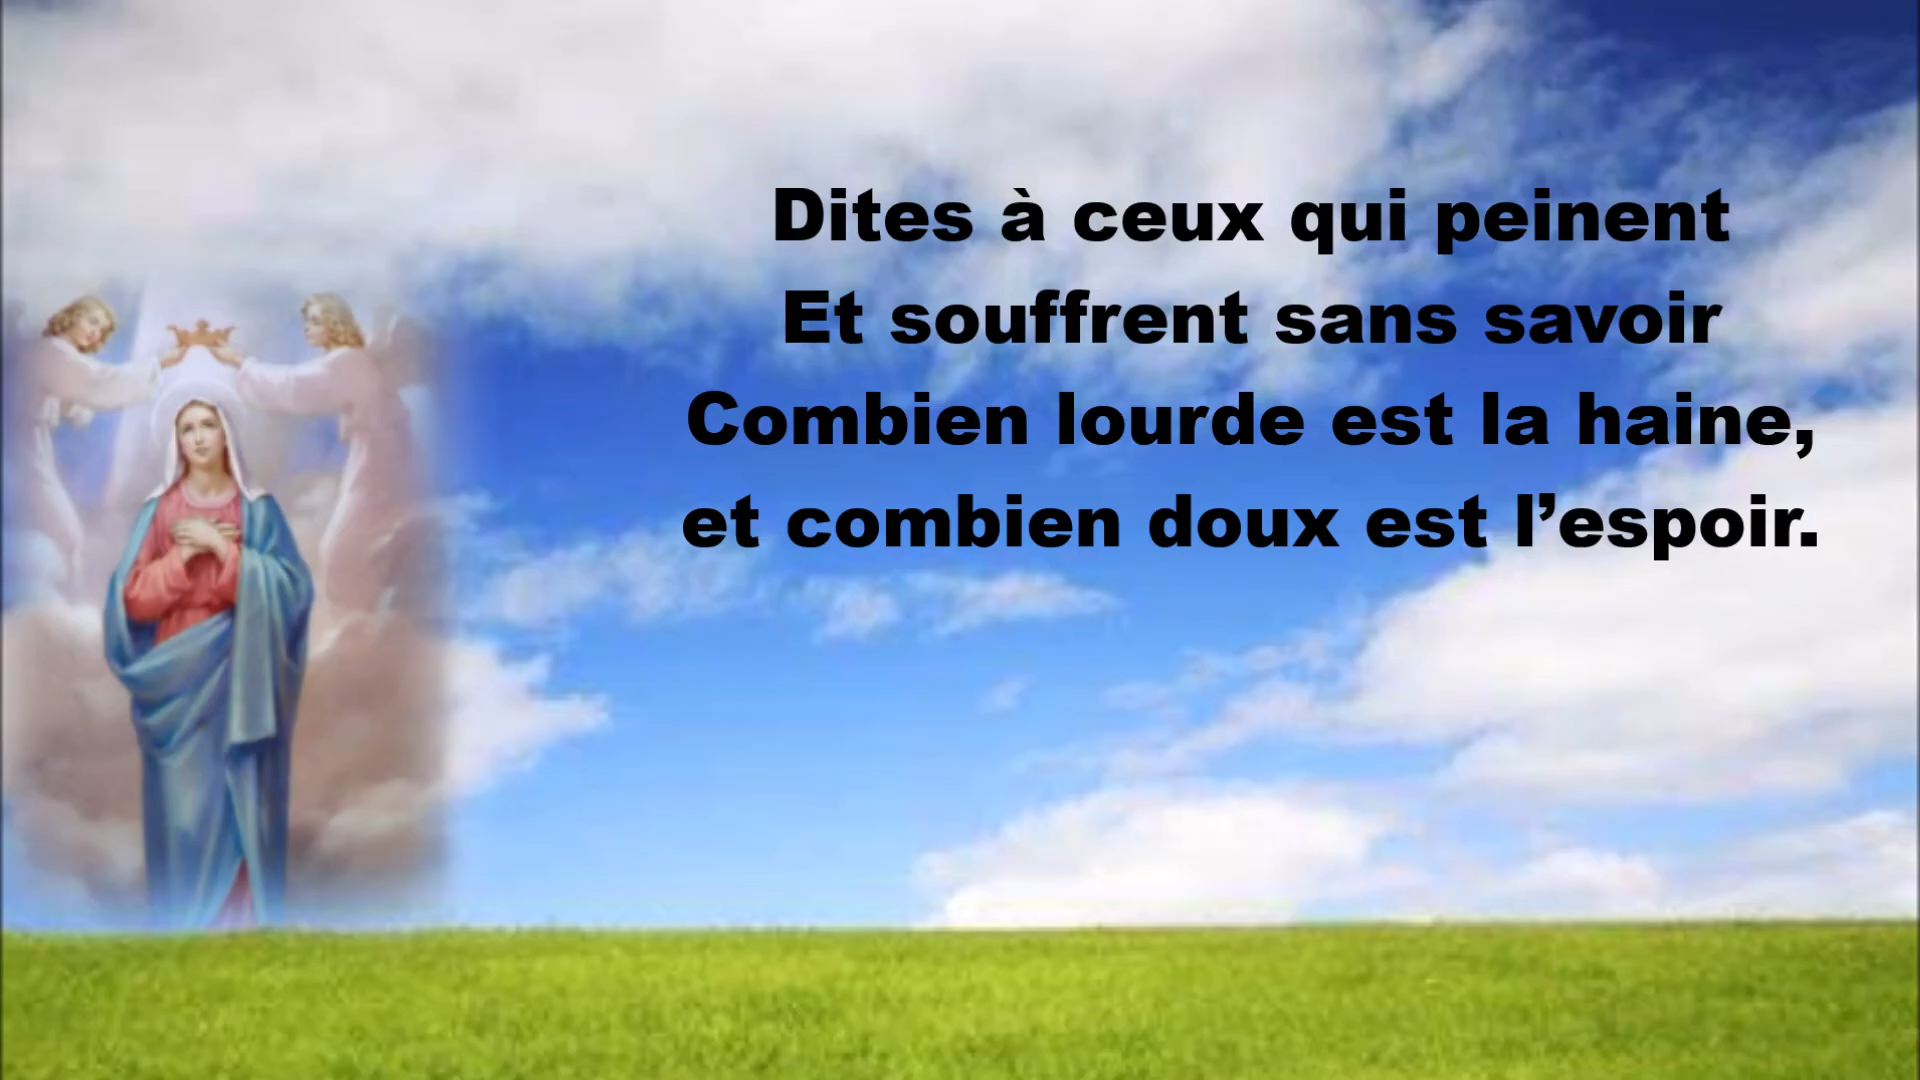 Dites à ceux qui peinent
Et souffrent sans savoir
Combien lourde est la haine,
et combien doux est l’espoir.